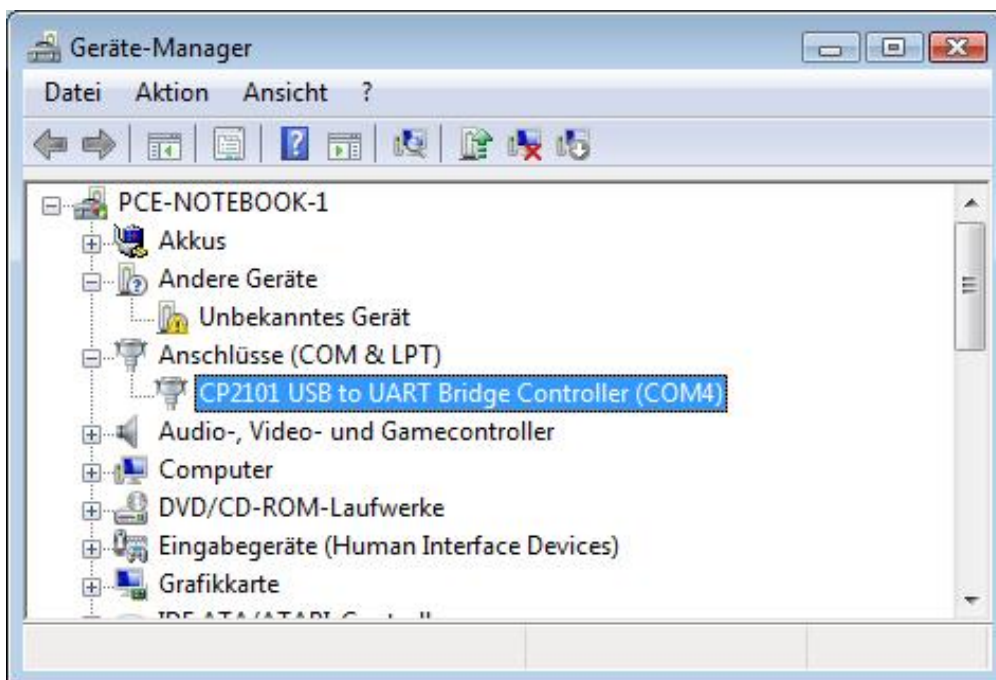 Geräte-Manager
Datei Aktion Ansicht ?
PCE-NOTEBOOK-1
Akkus
Andere Geräte
Unbekanntes Gerät
Anschlüsse (COM & LPT)
CP2101 USB to UART Bridge Controller (COM4)
Audio-, Video- und Gamecontroller
Computer
DVD/CD-ROM-Laufwerke
Eingabegeräte (Human Interface Devices)
Grafikkarte